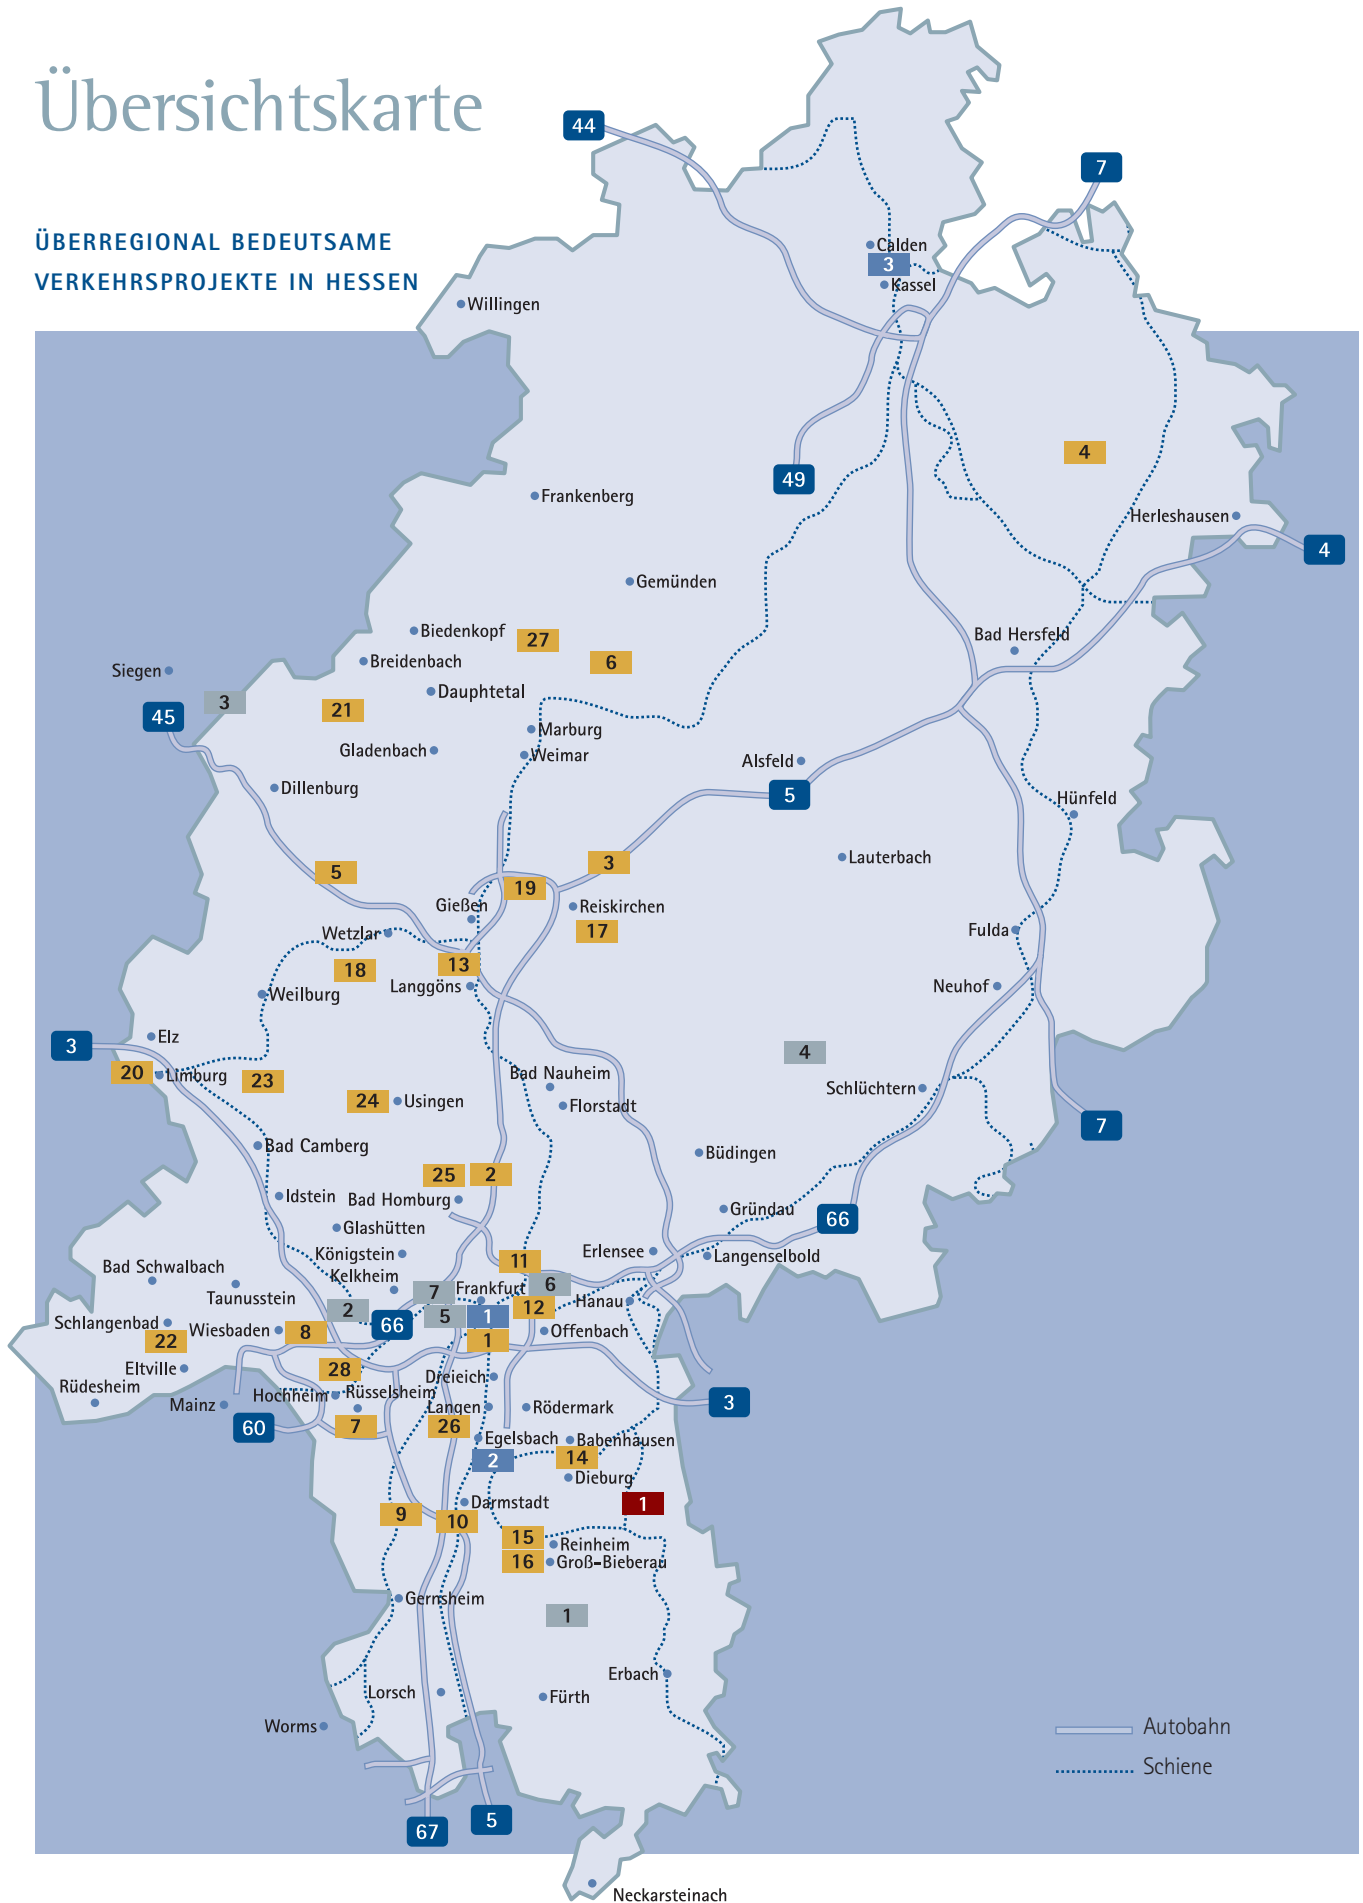 Übersichtskarte
44
7
ÜBERREGIONAL BEDEUTSAME
VERKEHRSPROJEKTE IN HESSEN
Calden
3
Kassel
Willingen
4
49
Frankenberg
Herleshausen
4
Gemünden
Biedenkopf
27
Bad Hersfeld
Breidenbach
6
Siegen
Dauphtetal
3
21
45
Marburg
Gladenbach
Weimar
Alsfeld
Dillenburg
5
Hünfeld
Lauterbach
3
5
19
Gießen
Reiskirchen
Wetzlar
17
Fulda
13
18
Langgöns
Neuhof
Weilburg
Elz
3
4
20
Limburg
23
Bad Nauheim
Schlüchtern
24
Usingen
Florstadt
7
Bad Camberg
Büdingen
25
2
Idstein
Bad Homburg
Gründau
66
Glashütten
Königstein
11
Erlensee
Langenselbold
Bad Schwalbach
Kelkheim
7
Frankfurt
6
Taunusstein
2
Hanau
12
Schlangenbad
66
5
1
22
Wiesbaden
8
1
Offenbach
Eltville
28
Dreieich
Rüdesheim
Hochheim
Rüsselsheim
Mainz
Langen
Rödermark
3
60
7
26
Egelsbach
Babenhausen
2
14
Dieburg
Darmstadt
1
9
10
15
Reinheim
16
Groß-Bieberau
Gernsheim
1
Erbach
Lorsch
Fürth
Worms
Autobahn
Schiene
67
5
Neckarsteinach